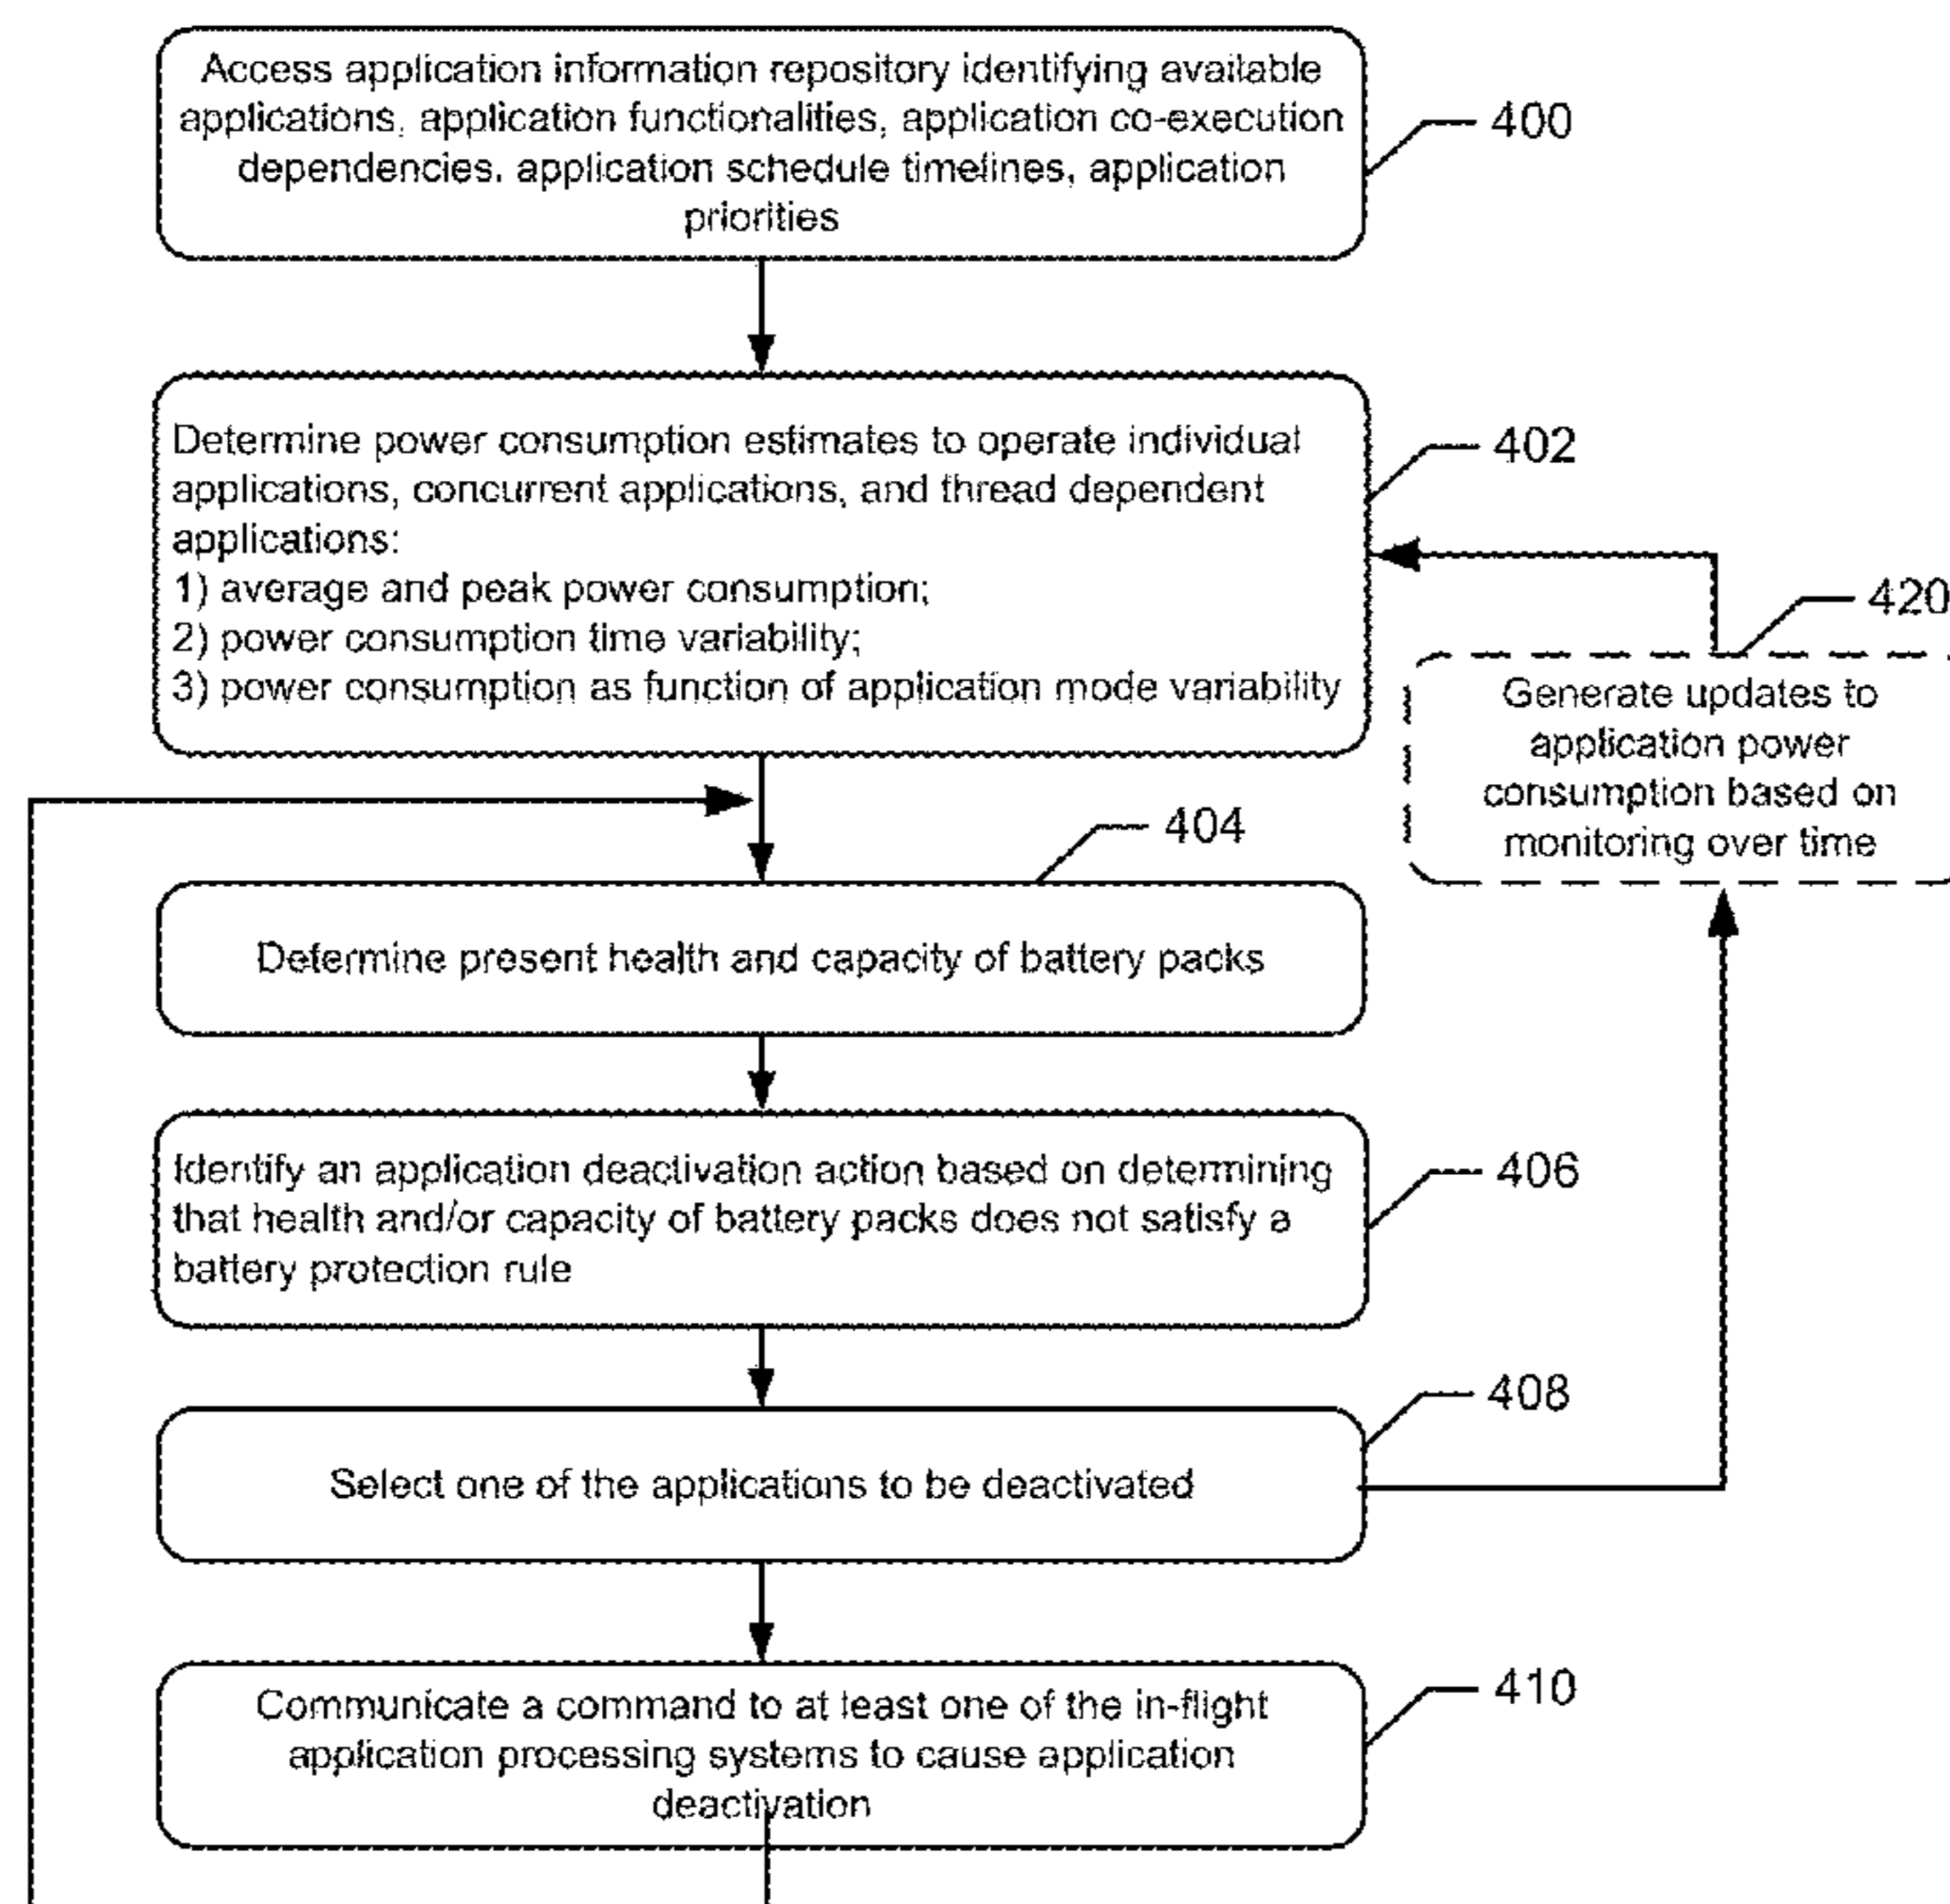 Access application information repository identifying available
applications, application functionalities, application co-execution
dependencies, application schedule timelines, application
priorities
400
Determine power consumption estimates to operate individual
applications, concurrent applications, and thread dependent
applications:
1) average and peak power consumption;
2) power consumption time variability;
3) power consumption as function of application mode variability
402
420
Generate updates to
application power
consumption based on
monitoring over time
404
Determine present health and capacity of battery packs
Identify an application deactivation action based on determining
that health and/or capacity of battery packs does not satisfy a
battery protection rule
406
408
Select one of the applications to be deactivated
Communicate a command to at least one of the in-flight
application processing systems to cause application
deactivation
410